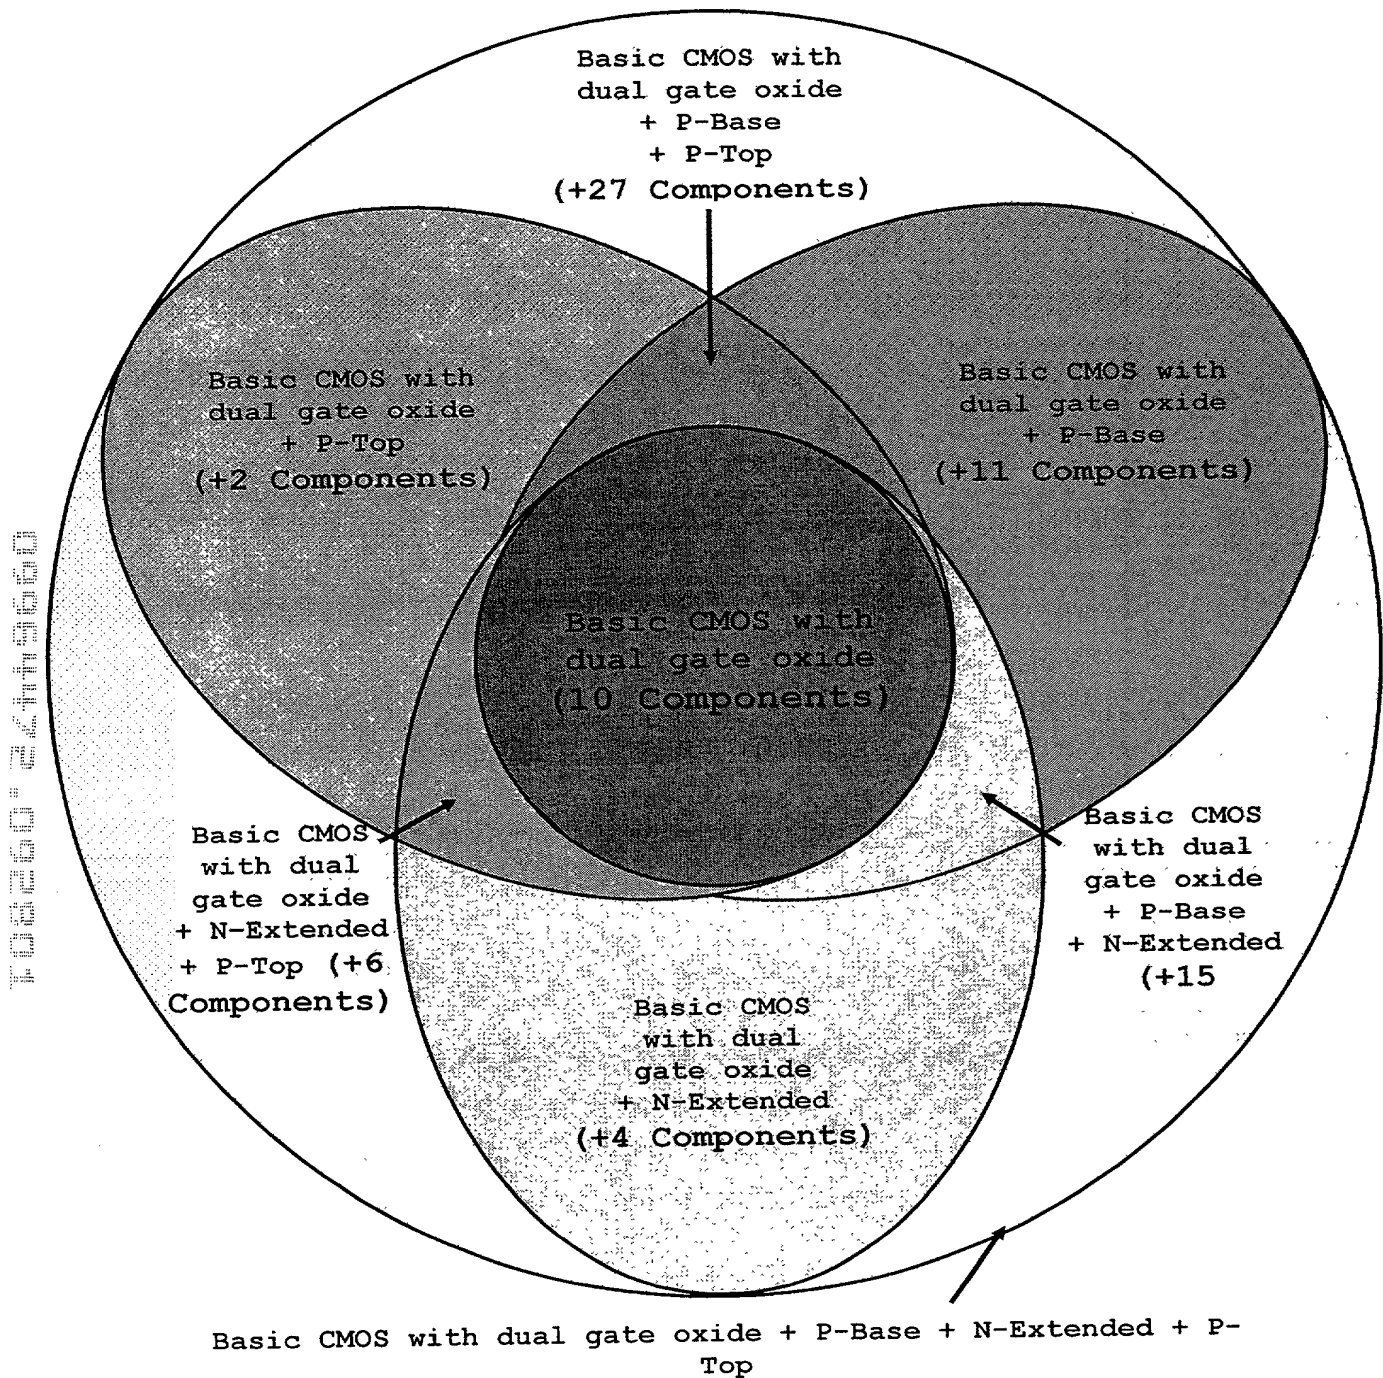 Basic CMOS with
dual gate oxide
+ P-Base
+ P-Top
(+27 Components)
Basic CMOS with
dual gate oxide
+ P-Top
(+2 Components)
Basic CMOS with
dual gate oxide
+ P-Base
(+11 Components)
Basic CMOS with
dual gate oxide
(10 Components)
Basic CMOS
with dual
gate oxide
+ N-Extended
+ P-Top (+6
Components)
Basic CMOS
with dual
gate oxide
+ P-Base
+ N-Extended
(+15
Basic CMOS
with dual
gate oxide
+ N-Extended
(+4 Components)
Basic CMOS with dual gate oxide + P-Base + N-Extended + P-
Top